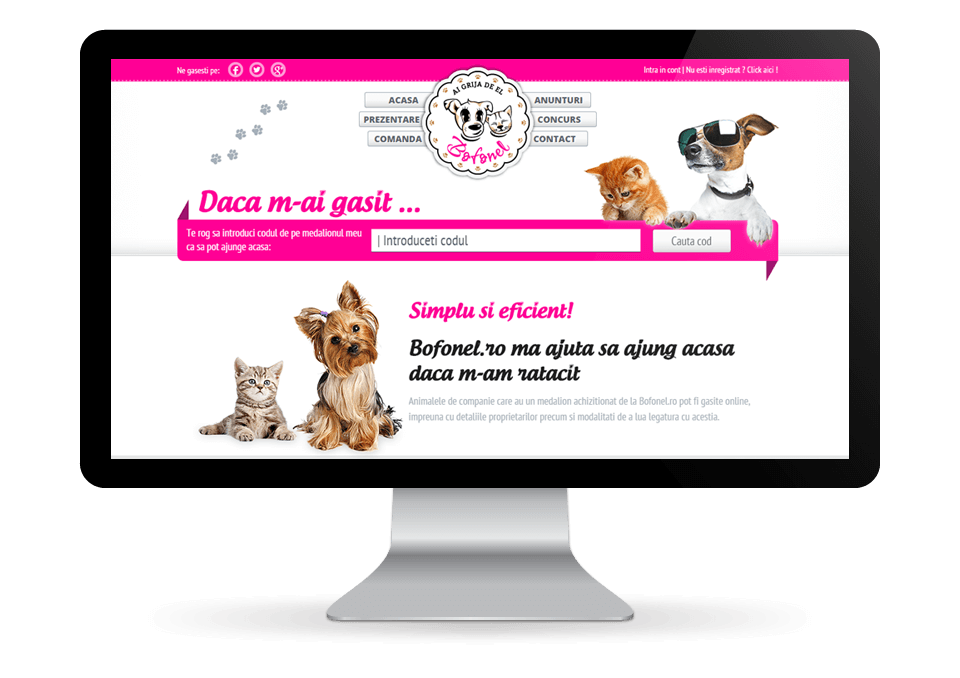 Ne gasesti pe:
Intra in cont | Nu esti inregistrat ? Click aici !
ACASA
PREZENTARE
COMANDA
AI GRIJA DE EL
Bofonel
ANUNTURI
CONCURS
CONTACT
Daca m-ai gasit ...
Te rog sa introduci codul de pe medalionul meu
ca sa pot ajunge acasa:
| Introduceti codul
Cauta cod
Simplu si eficient!
Bofonel.ro ma ajuta sa ajung acasa
daca m-am ratacit
Animalele de companie care au un medalion achizitionat de la Bofonel.ro pot fi gasite online,
impreuna cu detaliile proprietarilor precum si modalitati de a lua legatura cu acestia.